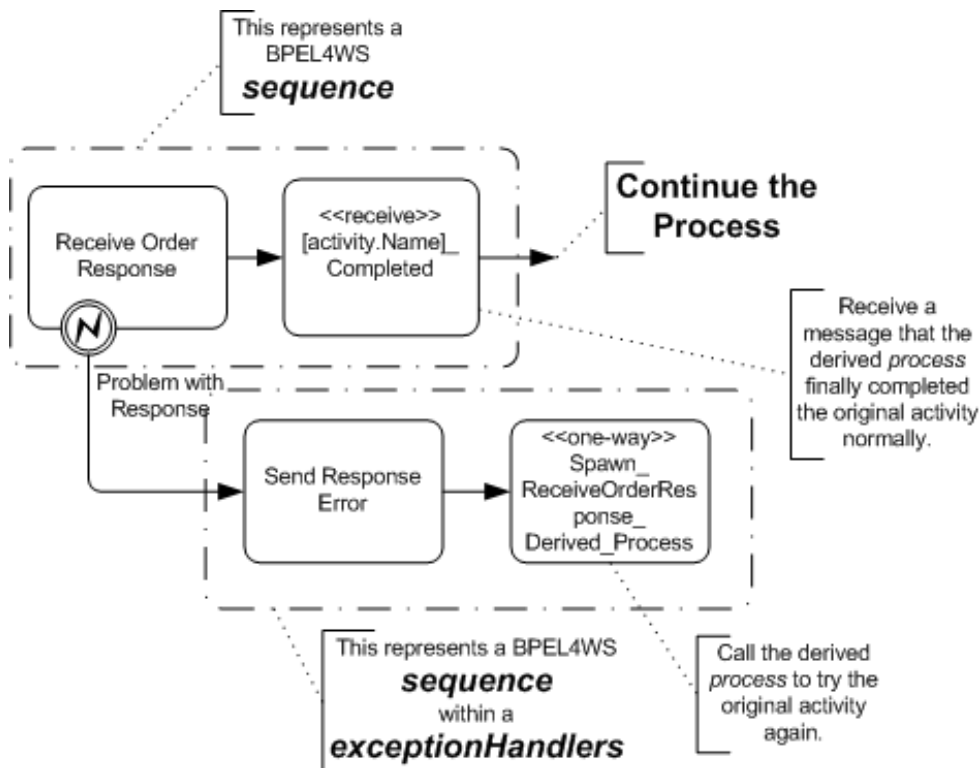 This represents a
BPEL4WS
sequence
Receive Order
Response
<<receive>>
[activity.Name]_
Completed
Continue the
Process
Receive a
message that the
derived process
finally completed
the original activity
normally.
Problem with
Response
Send Response
Error
<<one-way>>
Spawn_
ReceiveOrderRes
ponse_
Derived_Process
This represents a BPEL4WS
sequence
within a
exceptionHandlers
Call the derived
process to try the
original activity
again.